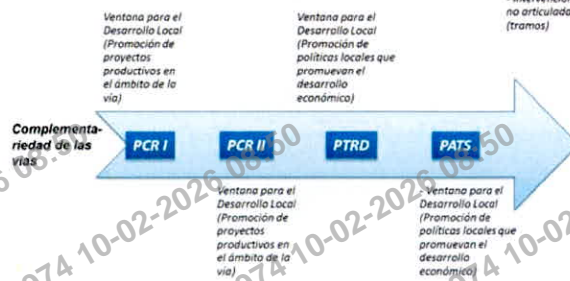 - Intervención
no articulada
(tramos)
Ventana para el
Desarrollo Local
(Promoción de
proyectos
productivos en
el ámbito de la
vía)
Ventana para el
Desarrollo Local
(Promoción de
políticas locales que
promuevan el
desarrollo
económico)
Complementa-
riedad de las
vías
PCR I
PCR II
PTRD
PATS
Ventana para el
Desarrollo Local
(Promoción de
proyectos
productivos en
el ámbito de la
vía)
- Ventana para el
Desarrollo Local
(Promoción de
políticas locales que
promuevan el
desarrollo
económico)
08:50
074 10-02-2026 08:50
074 10-02-2026 08:50
074 10-02